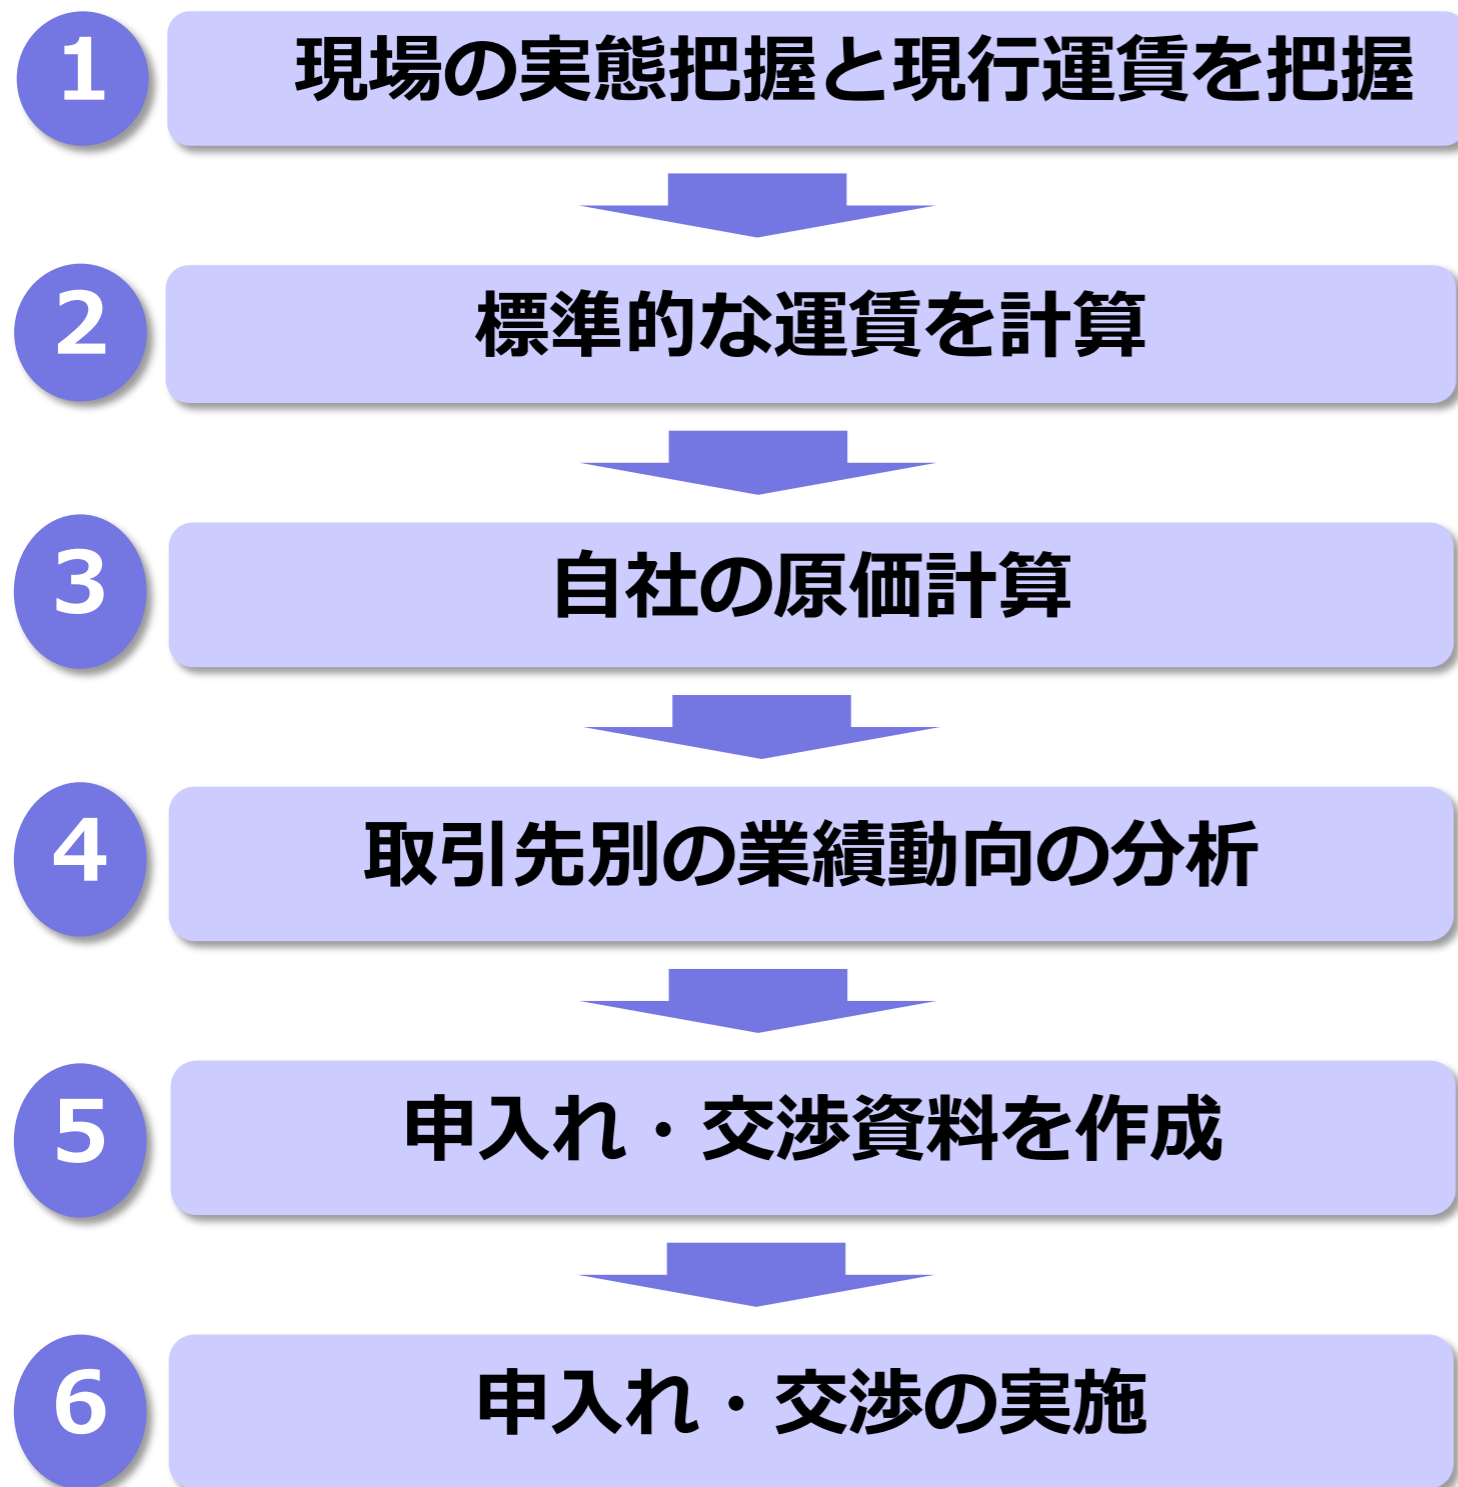 1
現場の実態把握と現行運賃を把握
2
標準的な運賃を計算
3
自社の原価計算
4
取引先別の業績動向の分析
5
申入れ・交渉資料を作成
6
申入れ・交渉の実施